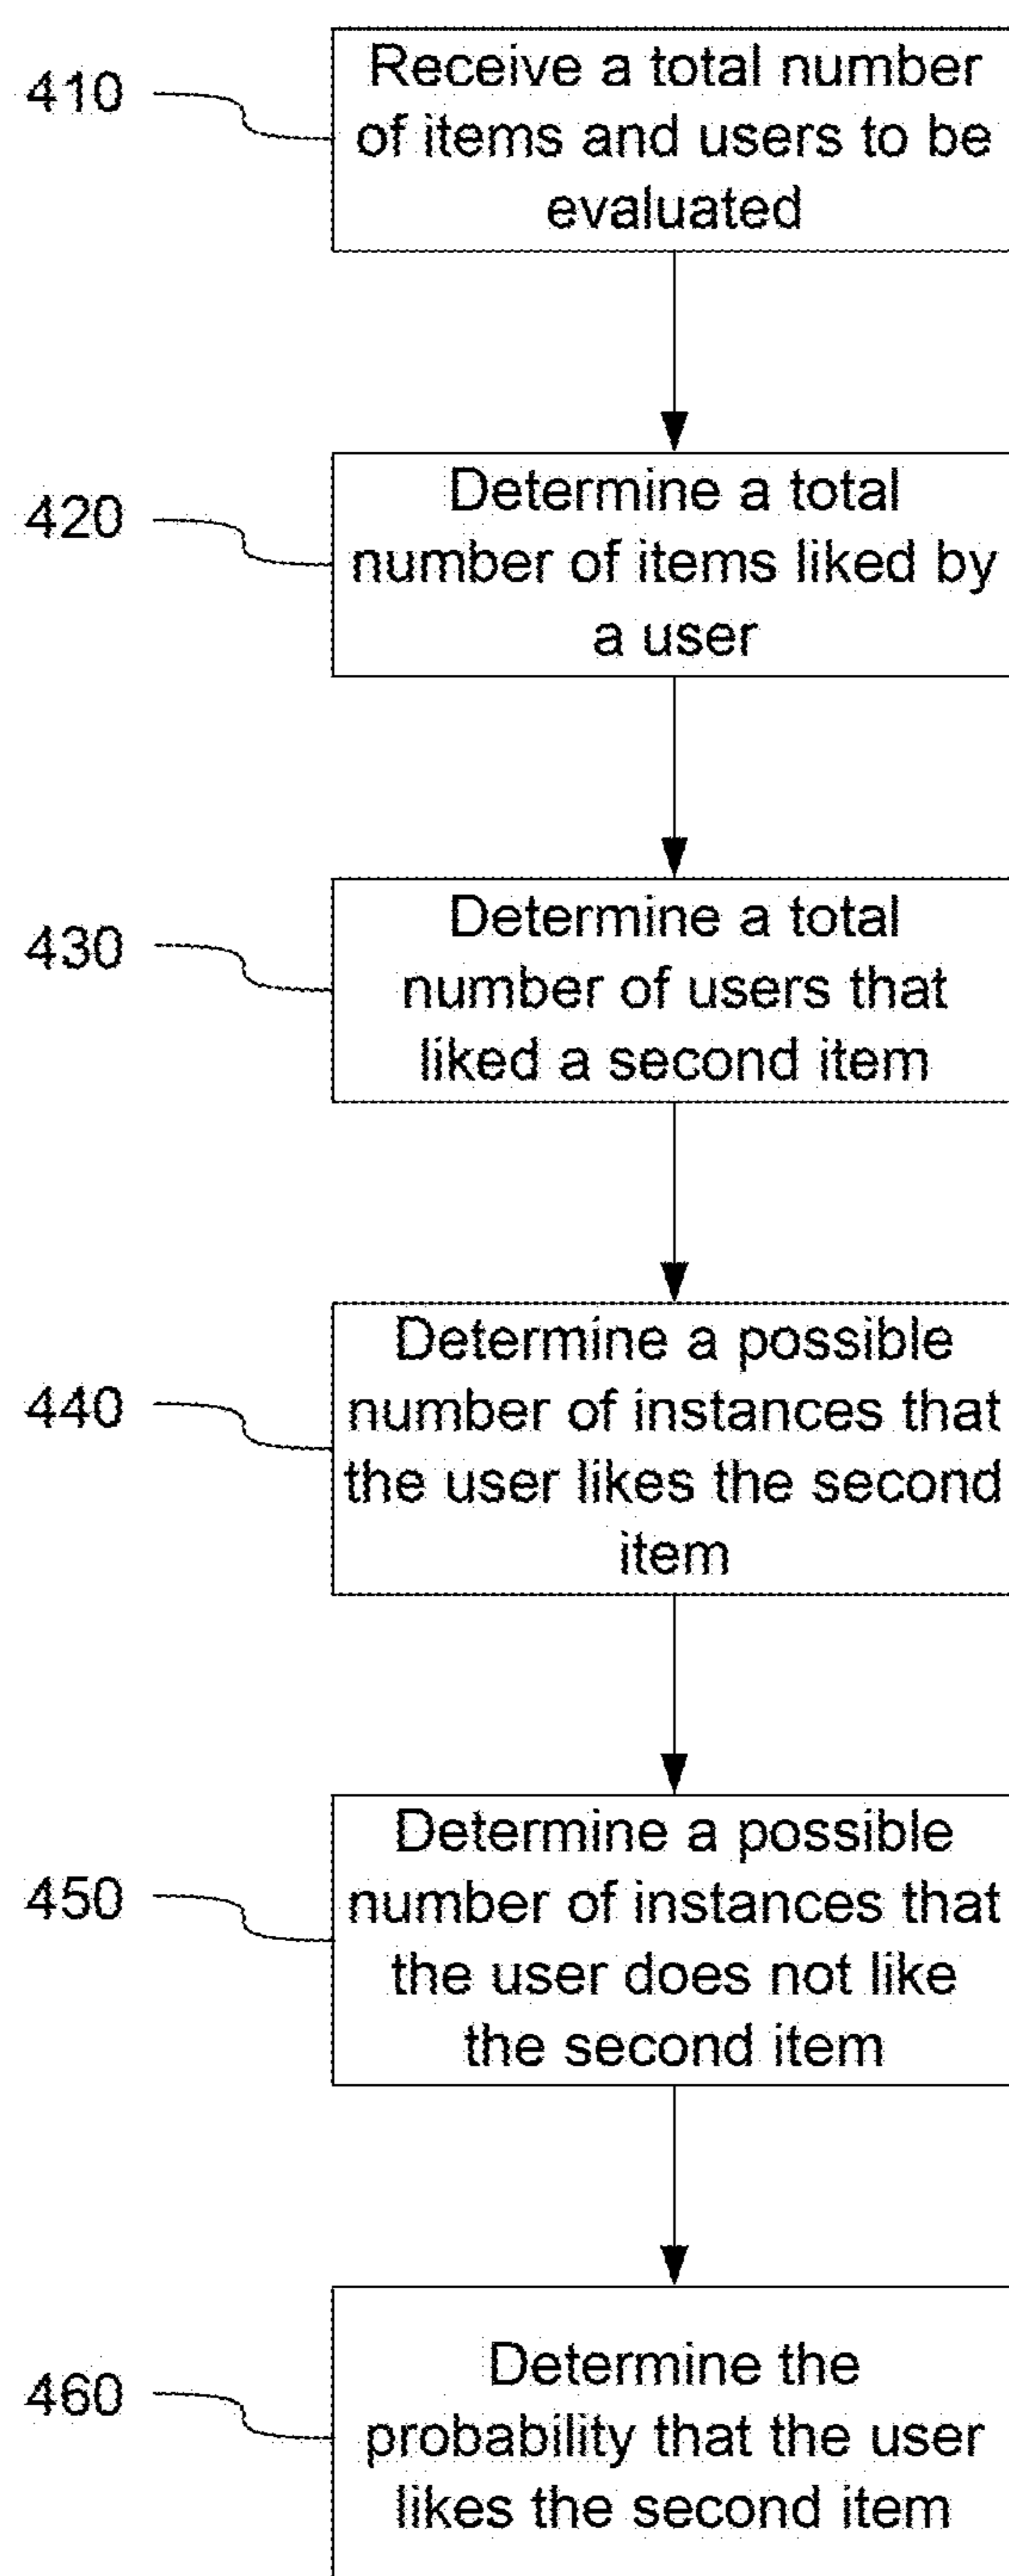 410
Receive a total number
of items and users to be
evaluated
420
Determine a total
number of items liked by
a user
430
Determine a total
number of users that
liked a second item
440
Determine a possible
number of instances that
the user likes the second
item
450
Determine a possible
number of instances that
the user does not like
the second item
460
Determine the
probability that the user
likes the second item